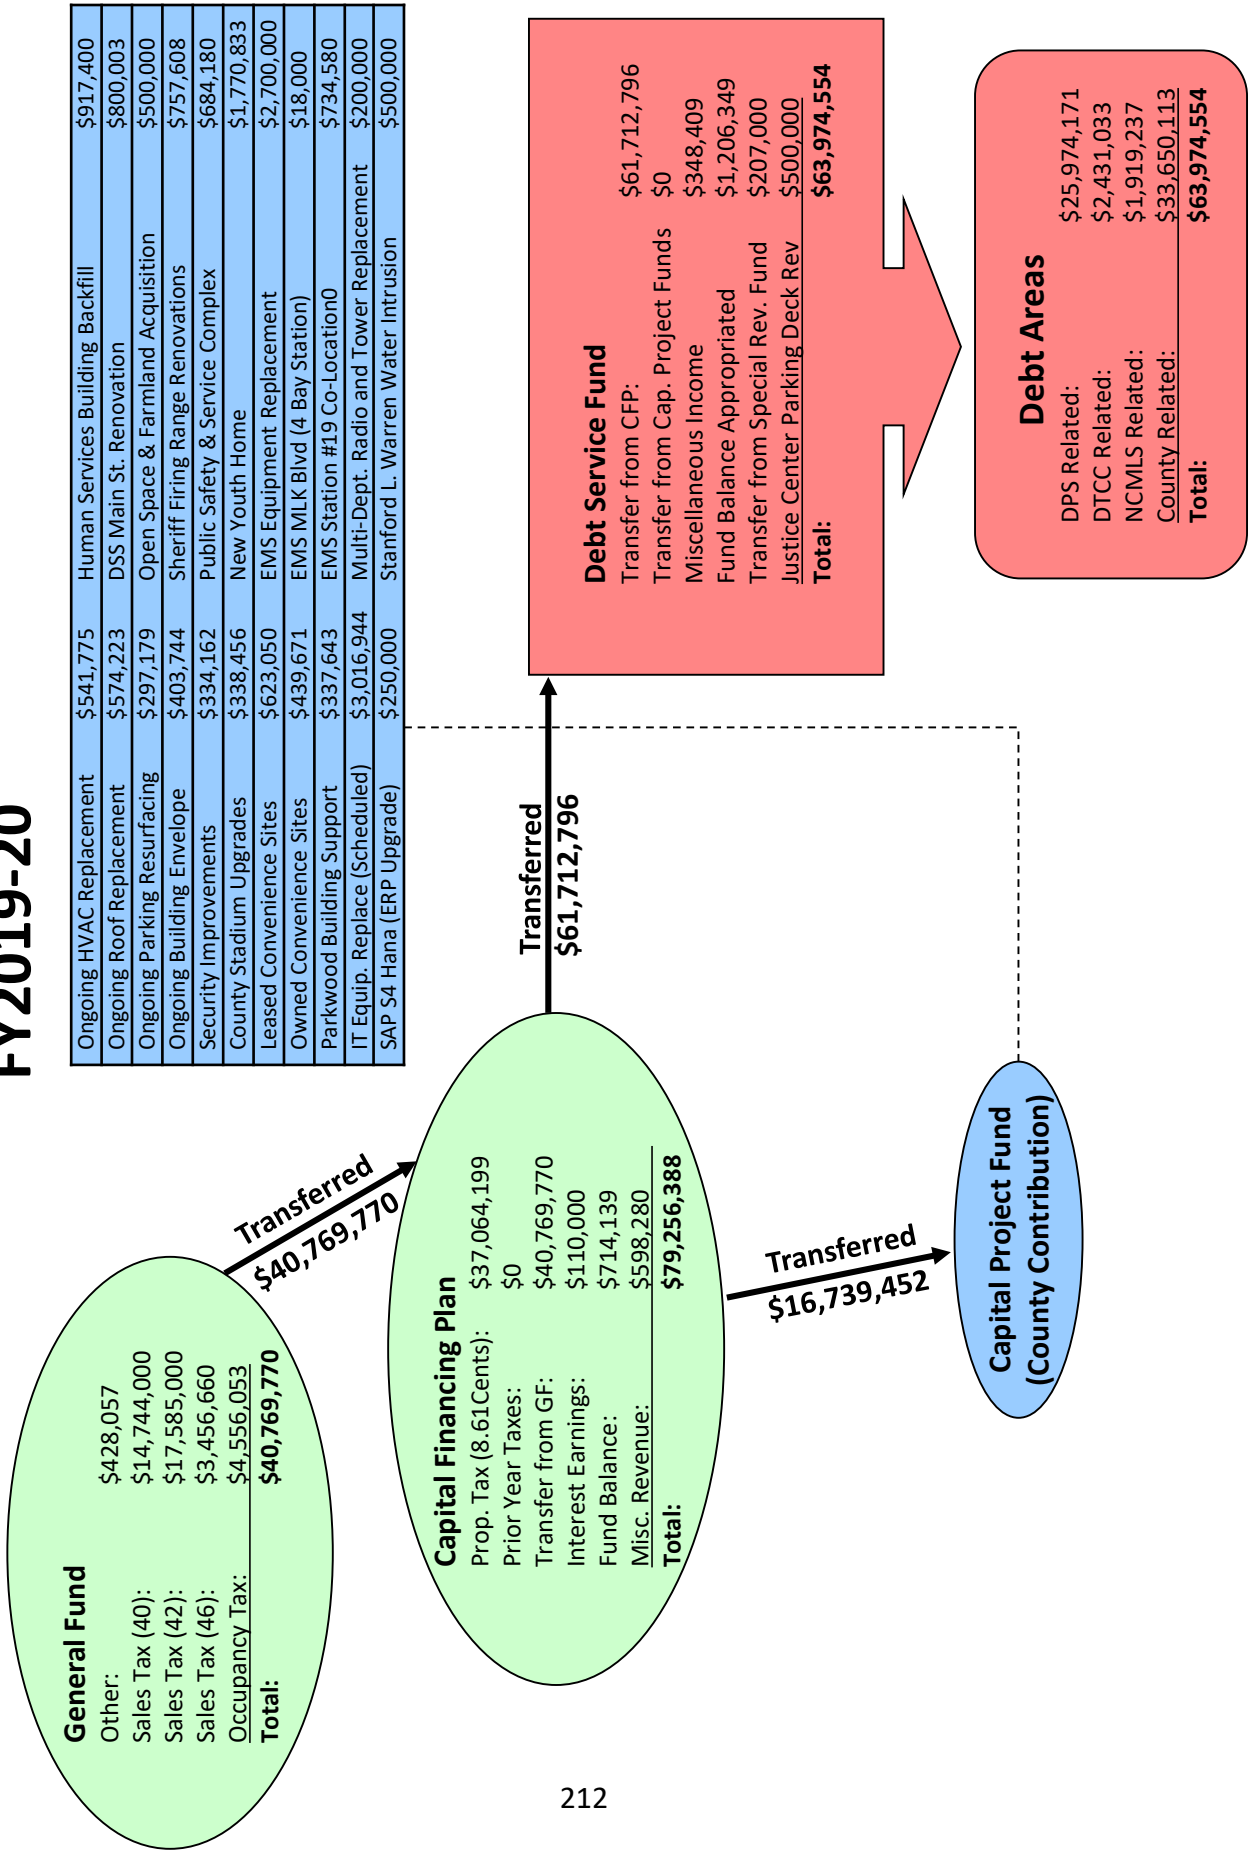 FY2019-20
Ongoing HVAC Replacement $541,775 Human Services Building Backfill $917,400
Ongoing Roof Replacement $574,223 DSS Main St. Renovation $800,003
Ongoing Parking Resurfacing $297,179 Open Space & Farmland Acquisition $500,000
Ongoing Building Envelope $403,744 Sheriff Firing Range Renovations $757,608
Security Improvements $334,162 Public Safety & Service Complex $684,180
County Stadium Upgrades $338,456 New Youth Home $1,770,833
Leased Convenience Sites $623,050 EMS Equipment Replacement $2,700,000
Owned Convenience Sites $439,671 EMS MLK Blvd (4 Bay Station) $18,000
Parkwood Building Support $337,643 EMS Station #19 Co-Location0 $734,580
IT Equip. Replace (Scheduled) $3,016,944 Multi-Dept. Radio and Tower Replacement $200,000
SAP S4 Hana (ERP Upgrade) $250,000 Stanford L. Warren Water Intrusion $500,000
General Fund
Other: $428,057
Sales Tax (40): $14,744,000
Sales Tax (42): $17,585,000
Sales Tax (46): $3,456,660
Occupancy Tax: $4,556,053
Total: $40,769,770
Transferred
$40,769,770
Capital Financing Plan
Prop. Tax (8.61Cents): $37,064,199
Prior Year Taxes: $0
Transfer from GF: $40,769,770
Interest Earnings: $110,000
Fund Balance: $714,139
Misc. Revenue: $598,280
Total: $79,256,388
Transferred
$61,712,796
Debt Service Fund
Transfer from CFP: $61,712,796
Transfer from Cap. Project Funds $0
Miscellaneous Income $348,409
Fund Balance Appropriated $1,206,349
Transfer from Special Rev. Fund $207,000
Justice Center Parking Deck Rev $500,000
Total: $63,974,554
Transferred
$16,739,452
Capital Project Fund
(County Contribution)
Debt Areas
DPS Related: $25,974,171
DTCC Related: $2,431,033
NCMLS Related: $1,919,237
County Related: $33,650,113
Total: $63,974,554
212